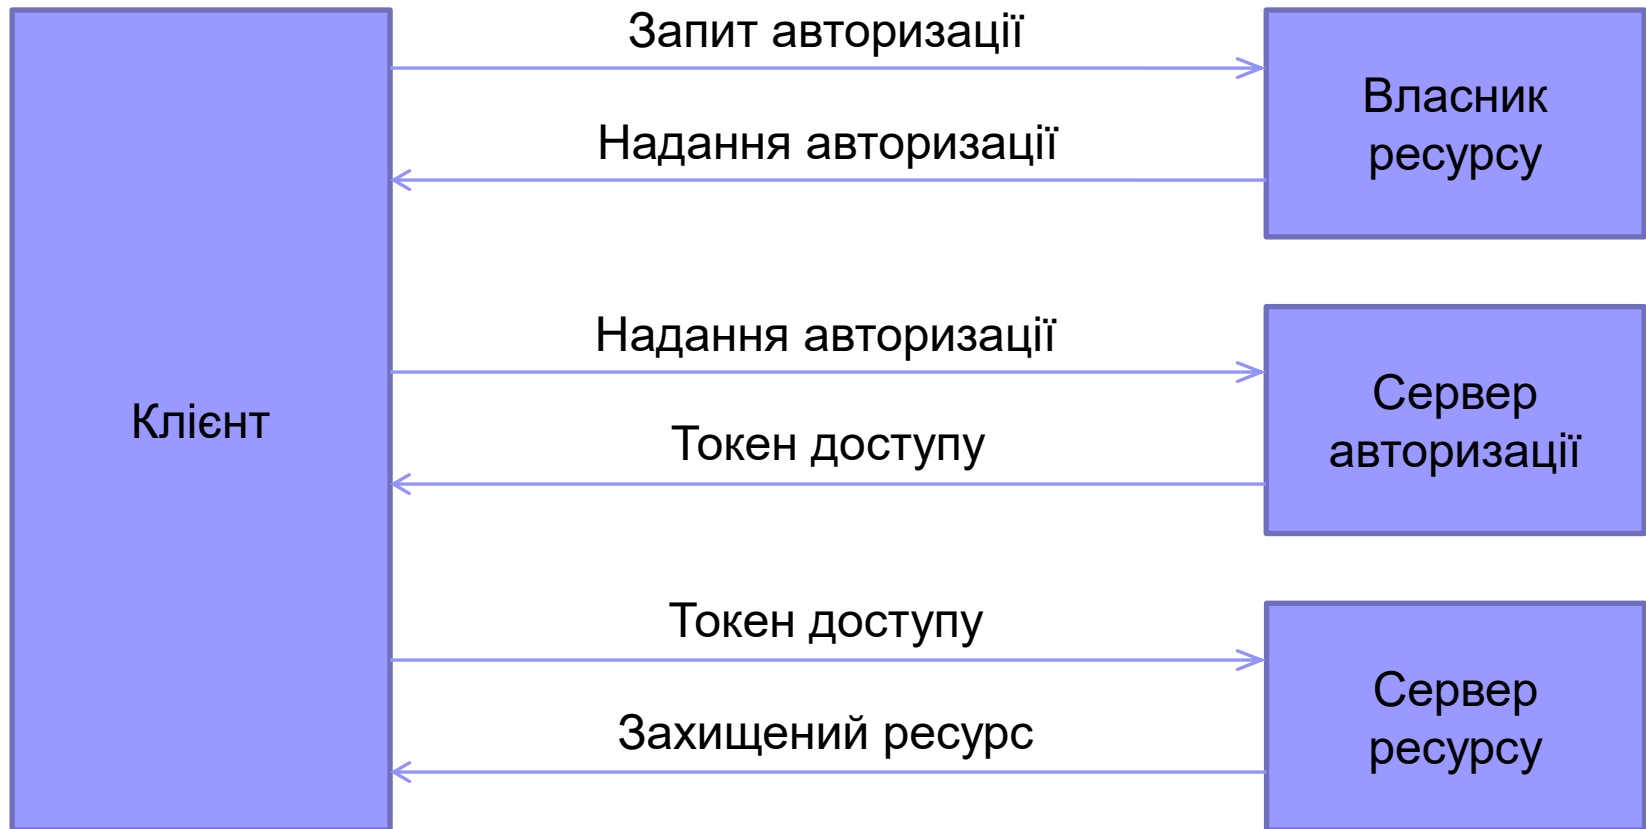 Запит авторизації
Власник
ресурсу
Надання авторизації
Клієнт
Надання авторизації
Сервер
авторизації
Токен доступу
Токен доступу
Сервер
ресурсу
Захищений ресурс